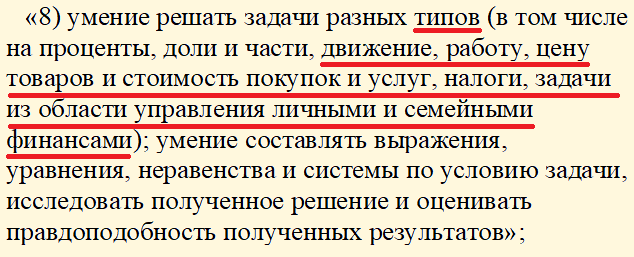 «8) умение решать задачи разных типов (в том числе
на проценты, доли и части, движение, работу, цену
товаров и стоимость покупок и услуг, налоги, задачи
из области управления личными и семейными
финансами); умение составлять выражения,
уравнения, неравенства и системы по условию задачи,
исследовать полученное решение и оценивать
правдоподобность полученных результатов»;